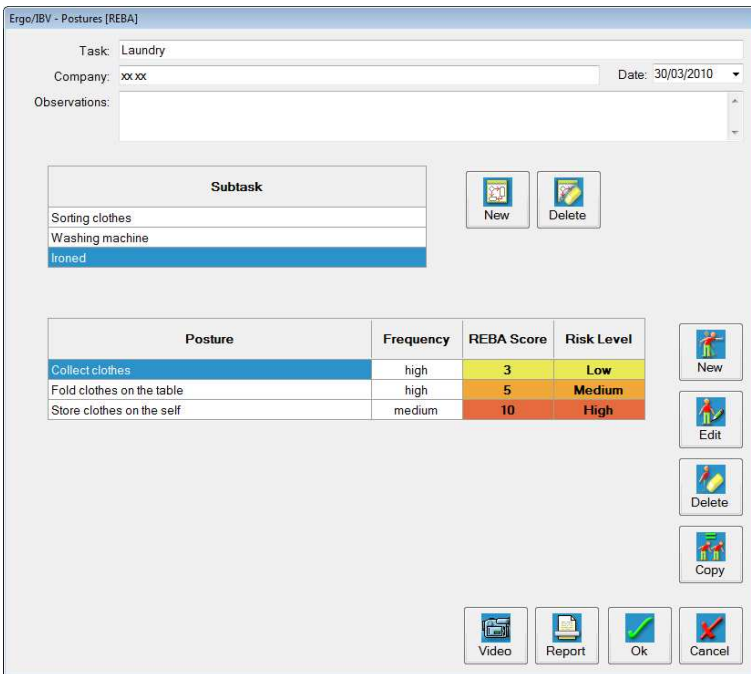 Ergo/IBV - Postures [REBA]
Task: Laundry
Company: xx xx Date: 30/03/2010
Observations:
Subtask
Sorting clothes
Washing machine
Ironed
New Delete
Posture Frequency REBA Score Risk Level
Collect clothes high 3 Low
Fold clothes on the table high 5 Medium
Store clothes on the self medium 10 High
New
Edit
Delete
Copy
Video Report Ok Cancel